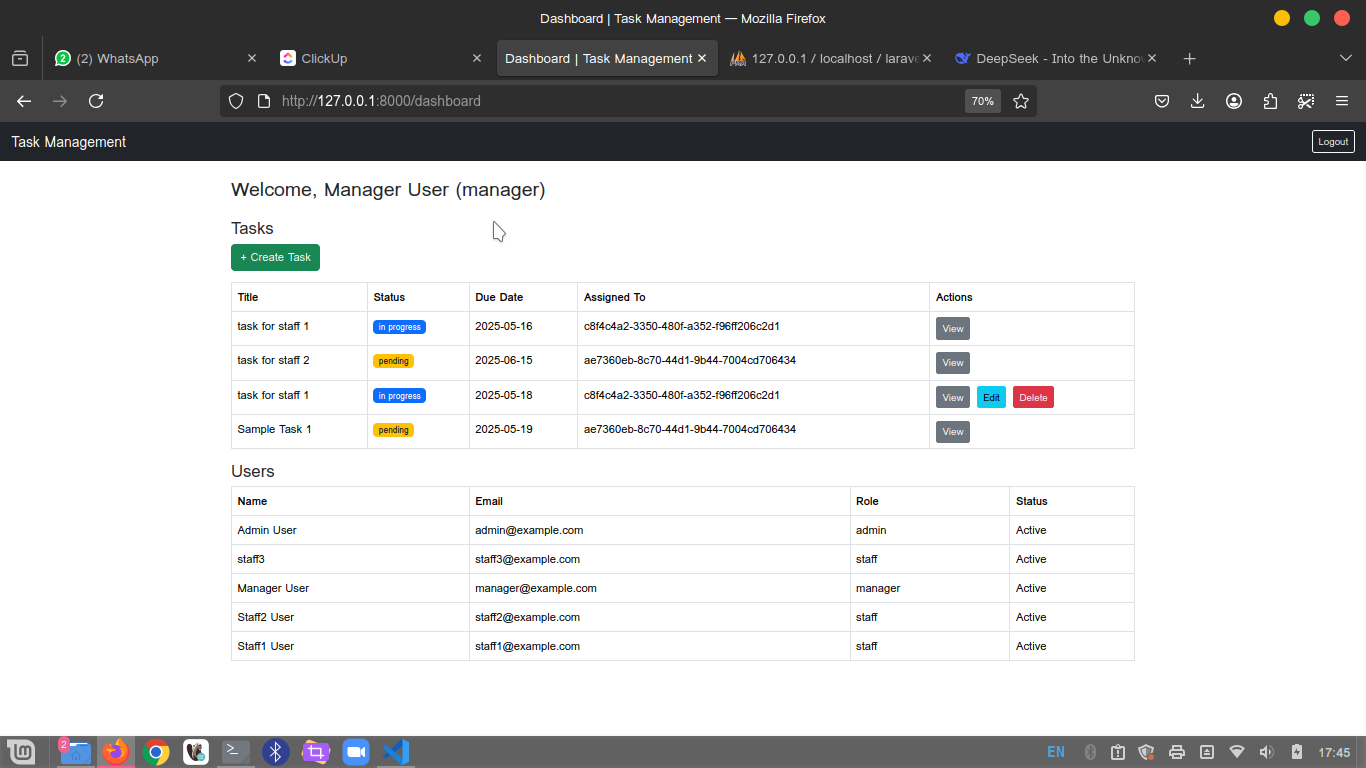 Dashboard | Task Management — Mozilla Firefox
2 (2) WhatsApp
ClickUp
Dashboard | Task Management
127.0.0.1 / localhost / larave
DeepSeek - Into the Unkno
http://127.0.0.1:8000/dashboard
70%
Task Management
Logout
Welcome, Manager User (manager)
Tasks
+ Create Task
Title Status Due Date Assigned To Actions
task for staff 1 in progress 2025-05-16 c8f4c4a2-3350-480f-a352-f96ff206c2d1 View
task for staff 2 pending 2025-06-15 ae7360eb-8c70-44d1-9b44-7004cd706434 View
task for staff 1 in progress 2025-05-18 c8f4c4a2-3350-480f-a352-f96ff206c2d1 View Edit Delete
Sample Task 1 pending 2025-05-19 ae7360eb-8c70-44d1-9b44-7004cd706434 View
Users
Name Email Role Status
Admin User admin@example.com admin Active
staff3 staff3@example.com staff Active
Manager User manager@example.com manager Active
Staff2 User staff2@example.com staff Active
Staff1 User staff1@example.com staff Active
2
EN
17:45